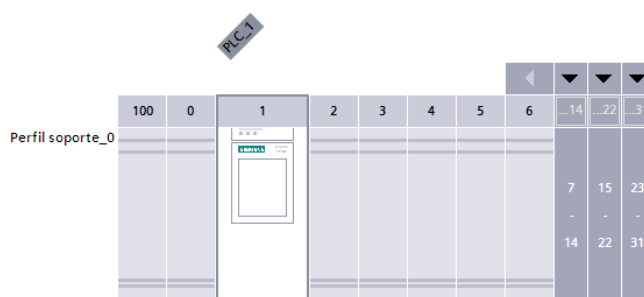 PLC_1
100 0 1 2 3 4 5 6 ...14 ...22 ...31
Perfil soporte_0
SIEMENS
7 15 23
- - -
14 22 31